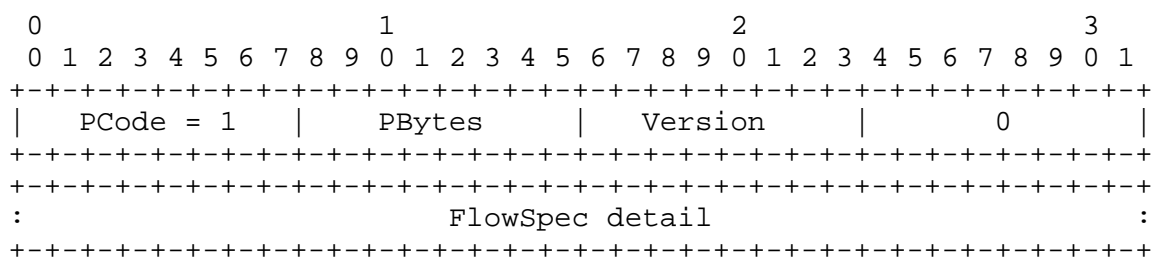 0                   1                   2                   3
 0 1 2 3 4 5 6 7 8 9 0 1 2 3 4 5 6 7 8 9 0 1 2 3 4 5 6 7 8 9 0 1
+-+-+-+-+-+-+-+-+-+-+-+-+-+-+-+-+-+-+-+-+-+-+-+-+-+-+-+-+-+-+-+-+
|   PCode = 1   |    PBytes     |   Version     |       0       |
+-+-+-+-+-+-+-+-+-+-+-+-+-+-+-+-+-+-+-+-+-+-+-+-+-+-+-+-+-+-+-+-+
+-+-+-+-+-+-+-+-+-+-+-+-+-+-+-+-+-+-+-+-+-+-+-+-+-+-+-+-+-+-+-+-+
:                        FlowSpec detail                        :
+-+-+-+-+-+-+-+-+-+-+-+-+-+-+-+-+-+-+-+-+-+-+-+-+-+-+-+-+-+-+-+-+